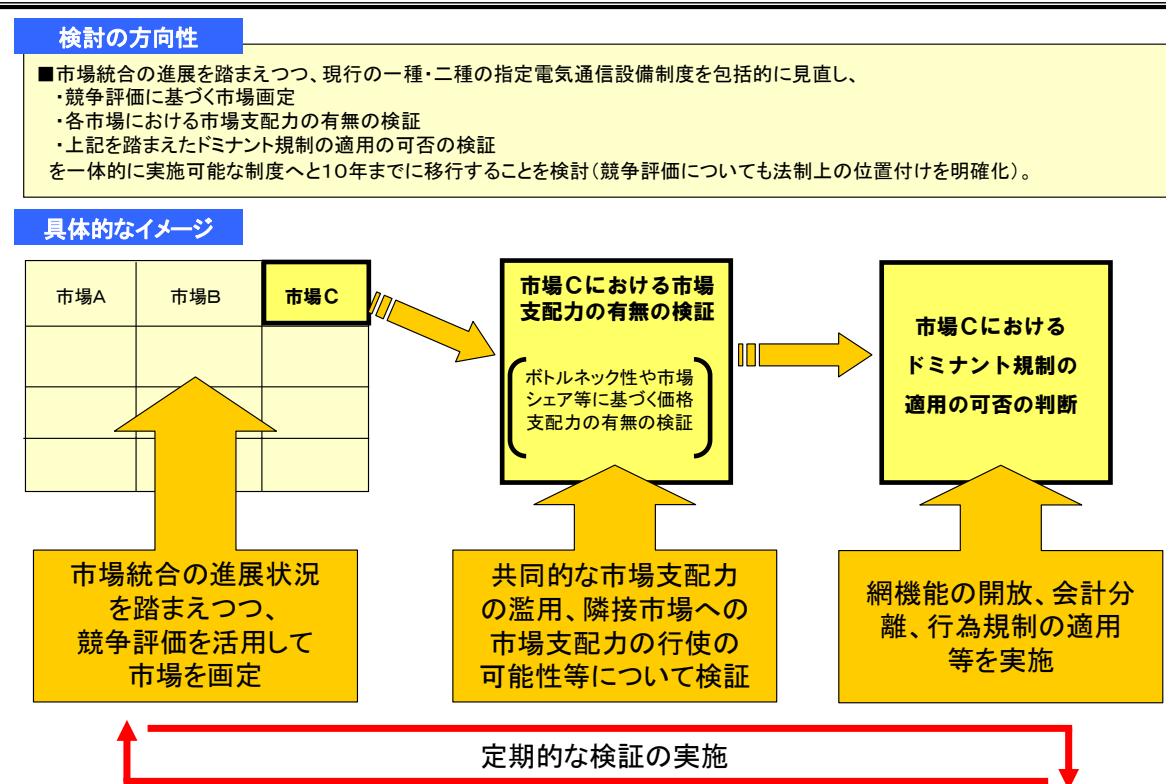 検討の方向性
■市場統合の進展を踏まえつつ、現行の一種・二種の指定電気通信設備制度を包括的に見直し、
・競争評価に基づく市場画定
・各市場における市場支配力の有無の検証
・上記を踏まえたドミナント規制の適用の可否の検証
を一体的に実施可能な制度へと10年までに移行することを検討(競争評価についても法制上の位置付けを明確化)。
具体的なイメージ
市場A
市場B
市場C
市場Cにおける市場
支配力の有無の検証
ボトルネック性や市場
シェア等に基づく価格
支配力の有無の検証
市場Cにおける
ドミナント規制の
適用の可否の判断
市場統合の進展状況
を踏まえつつ、
競争評価を活用して
市場を画定
共同的な市場支配力
の濫用、隣接市場への
市場支配力の行使の
可能性等について検証
網機能の開放、会計分
離、行為規制の適用
等を実施
定期的な検証の実施